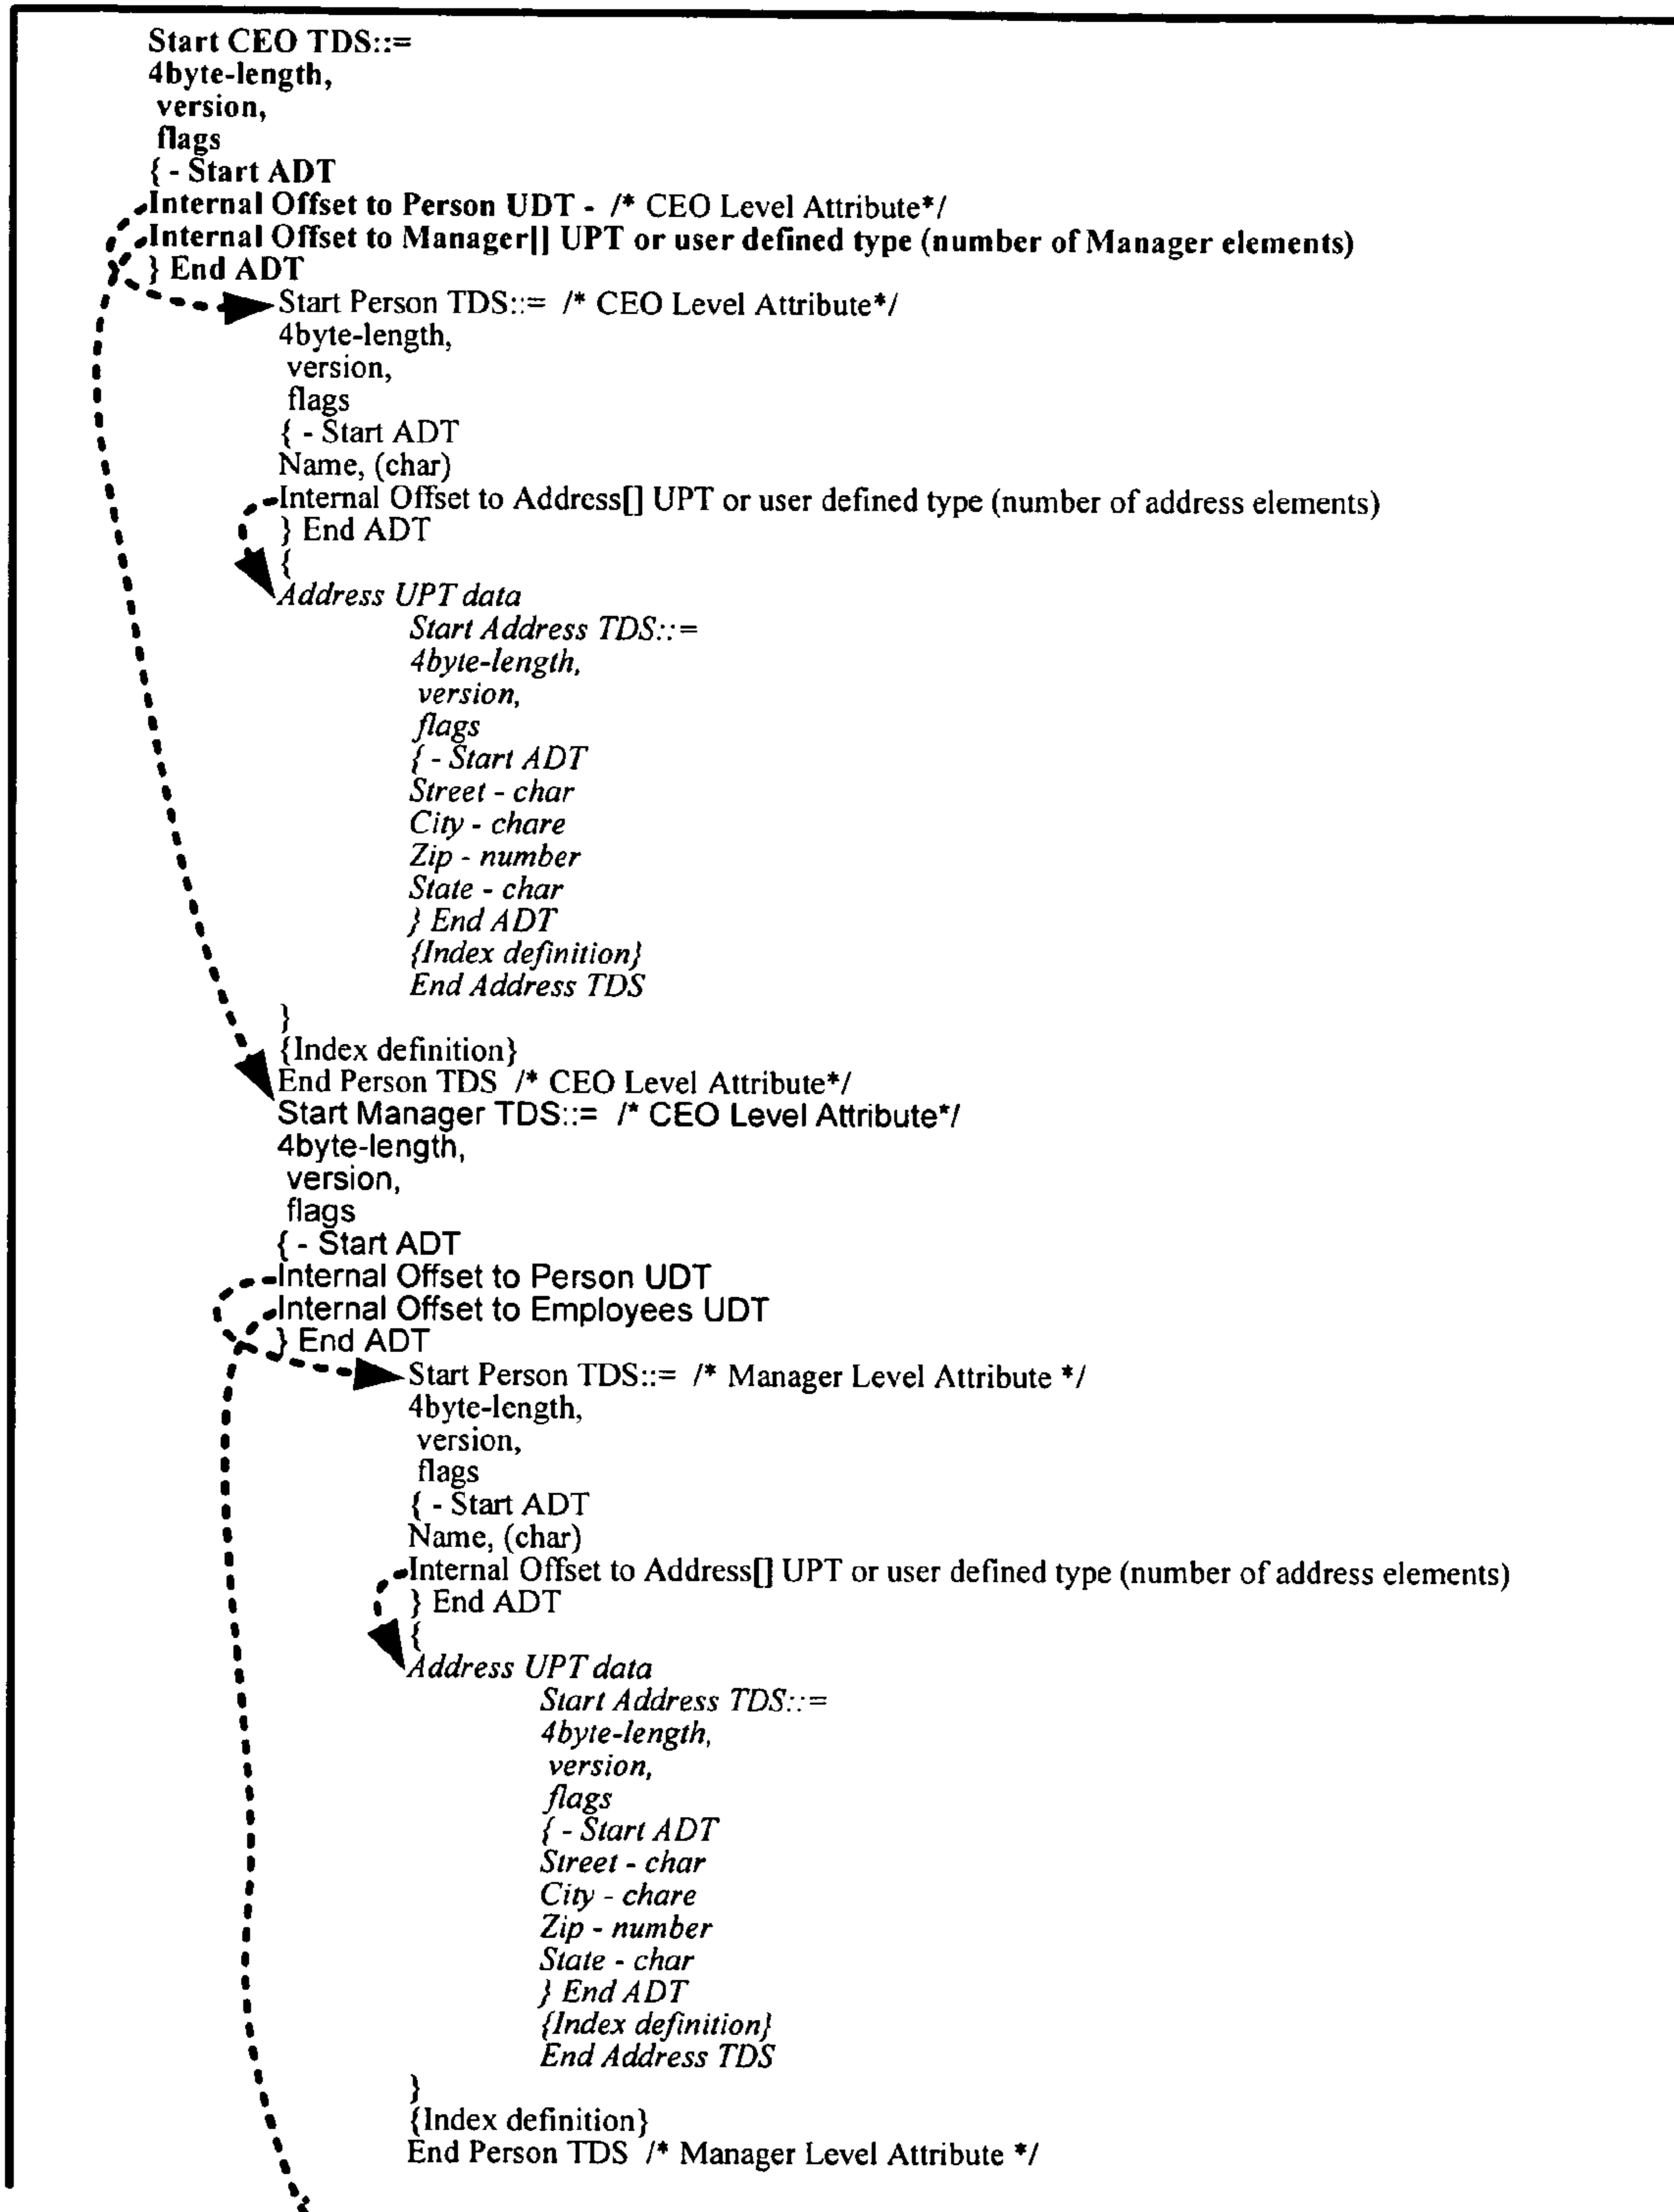 Start CEO TDS::=
4byte-length,
version,
flags
{ - Start ADT
Internal Offset to Person UDT - /* CEO Level Attribute*/
Internal Offset to Manager[] UPT or user defined type (number of Manager elements)
} End ADT
Start Person TDS::= /* CEO Level Attribute*/
4byte-length,
version,
flags
{ - Start ADT
Name, (char)
Internal Offset to Address[] UPT or user defined type (number of address elements)
} End ADT
{
Address UPT data
Start Address TDS::=
4byte-length,
version,
flags
{ - Start ADT
Street - char
City - chare
Zip - number
State - char
} End ADT
{Index definition}
End Address TDS
}
{Index definition}
End Person TDS /* CEO Level Attribute*/
Start Manager TDS::= /* CEO Level Attribute*/
4byte-length,
version,
flags
{ - Start ADT
Internal Offset to Person UDT
Internal Offset to Employees UDT
} End ADT
Start Person TDS::= /* Manager Level Attribute */
4byte-length,
version,
flags
{ - Start ADT
Name, (char)
Internal Offset to Address[] UPT or user defined type (number of address elements)
} End ADT
{
Address UPT data
Start Address TDS::=
4byte-length,
version,
flags
{ - Start ADT
Street - char
City - chare
Zip - number
State - char
} End ADT
{Index definition}
End Address TDS
}
{Index definition}
End Person TDS /* Manager Level Attribute */